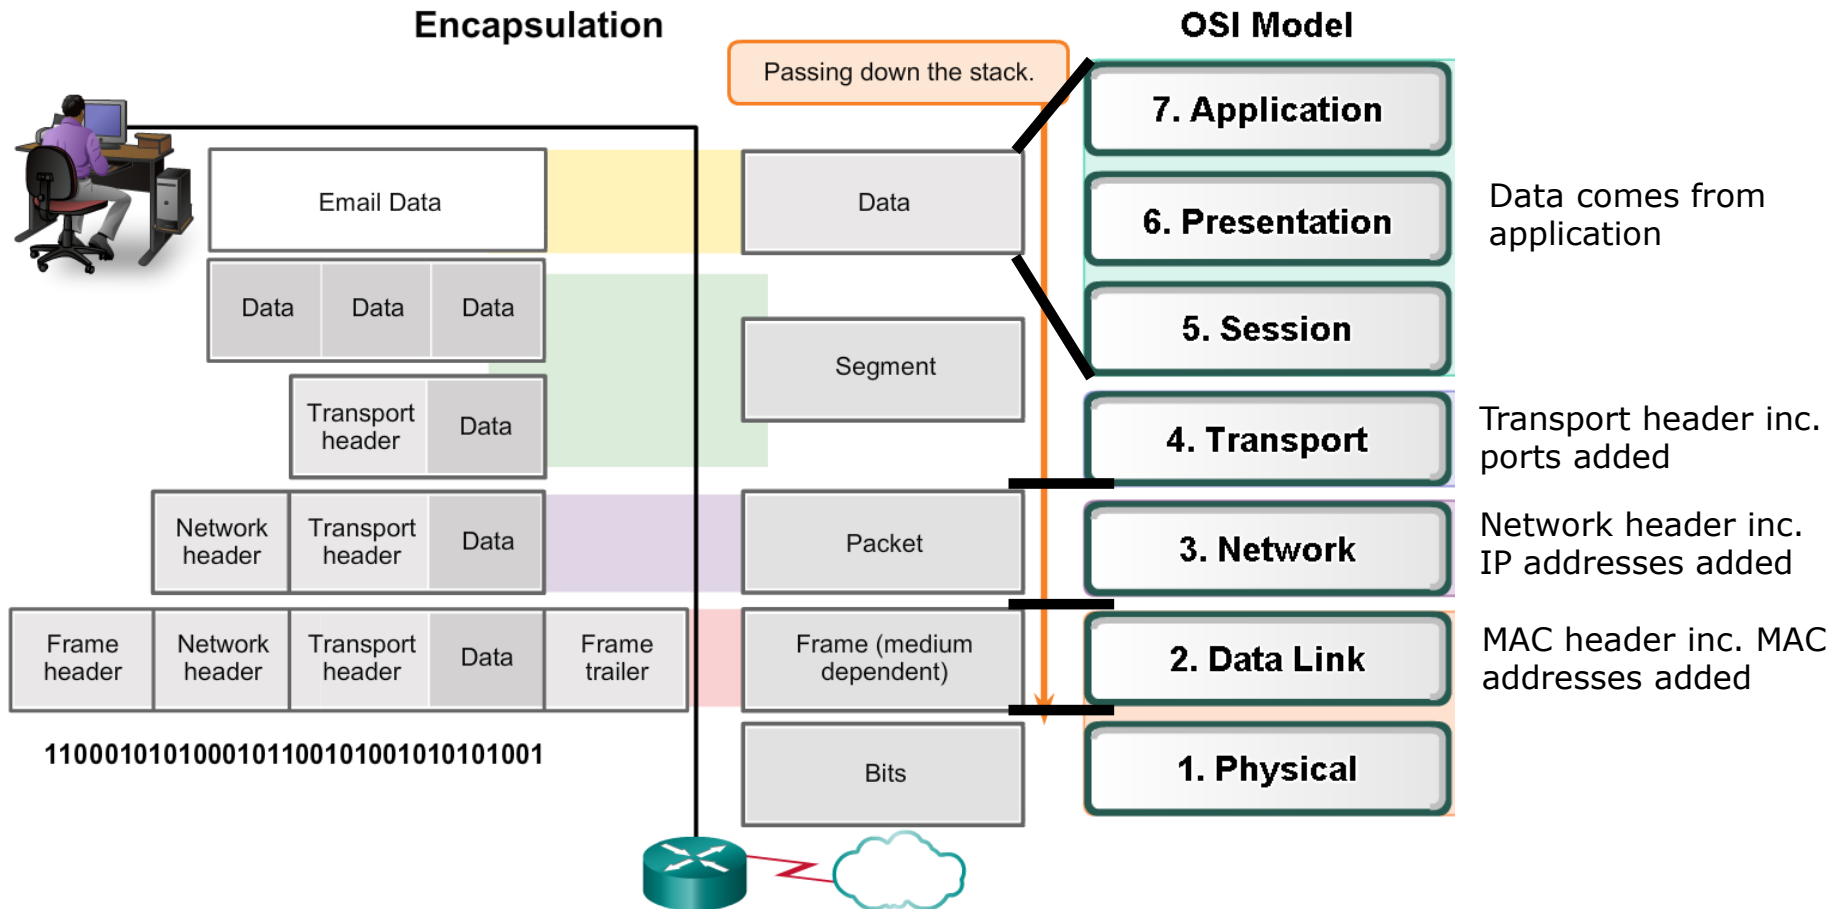 Encapsulation
OSI Model
Passing down the stack.
7. Application
Email Data
Data
6. Presentation
Data comes from
application
Data
Data
Data
5. Session
Segment
Transport
header
Data
4. Transport
Transport header inc.
ports added
Network
header
Transport
header
Data
Packet
3. Network
Network header inc.
IP addresses added
Frame
header
Network
header
Transport
header
Data
Frame
trailer
Frame (medium
dependent)
2. Data Link
MAC header inc. MAC
addresses added
1100010101000101100101001010101001
Bits
1. Physical